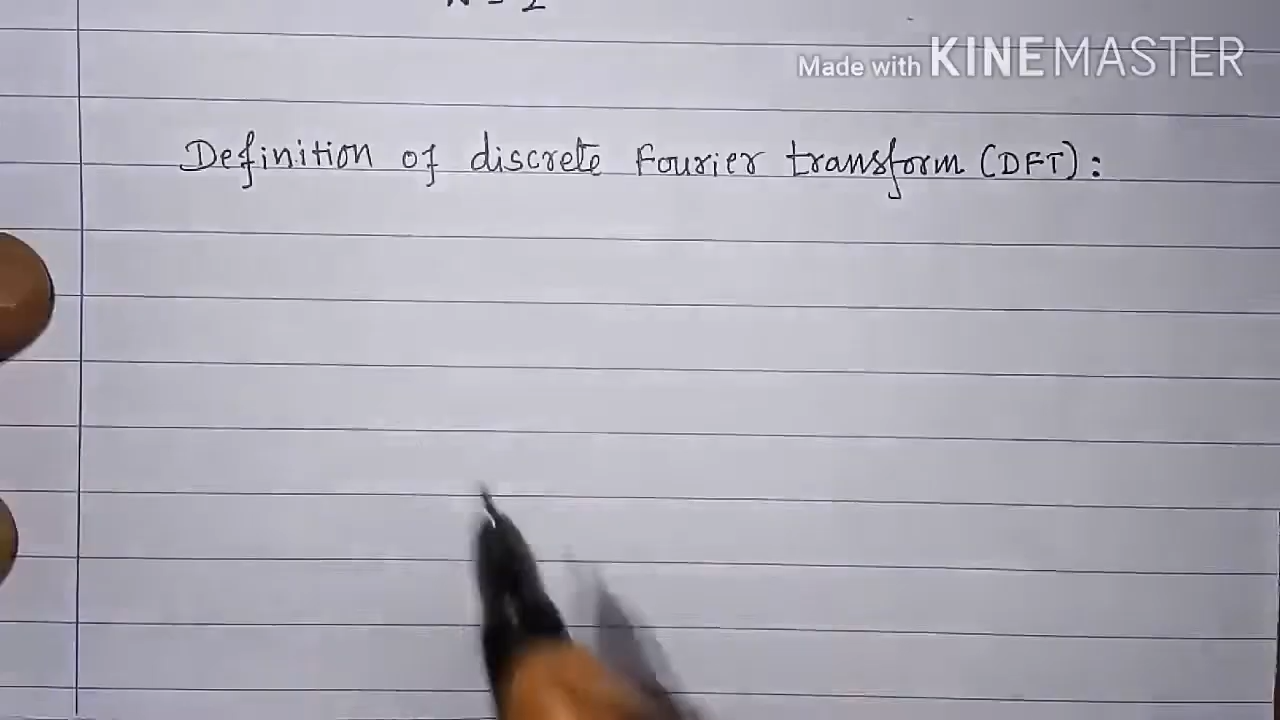 Made with KINEMASTER
Definition of discrete Fourier transform (DFT):